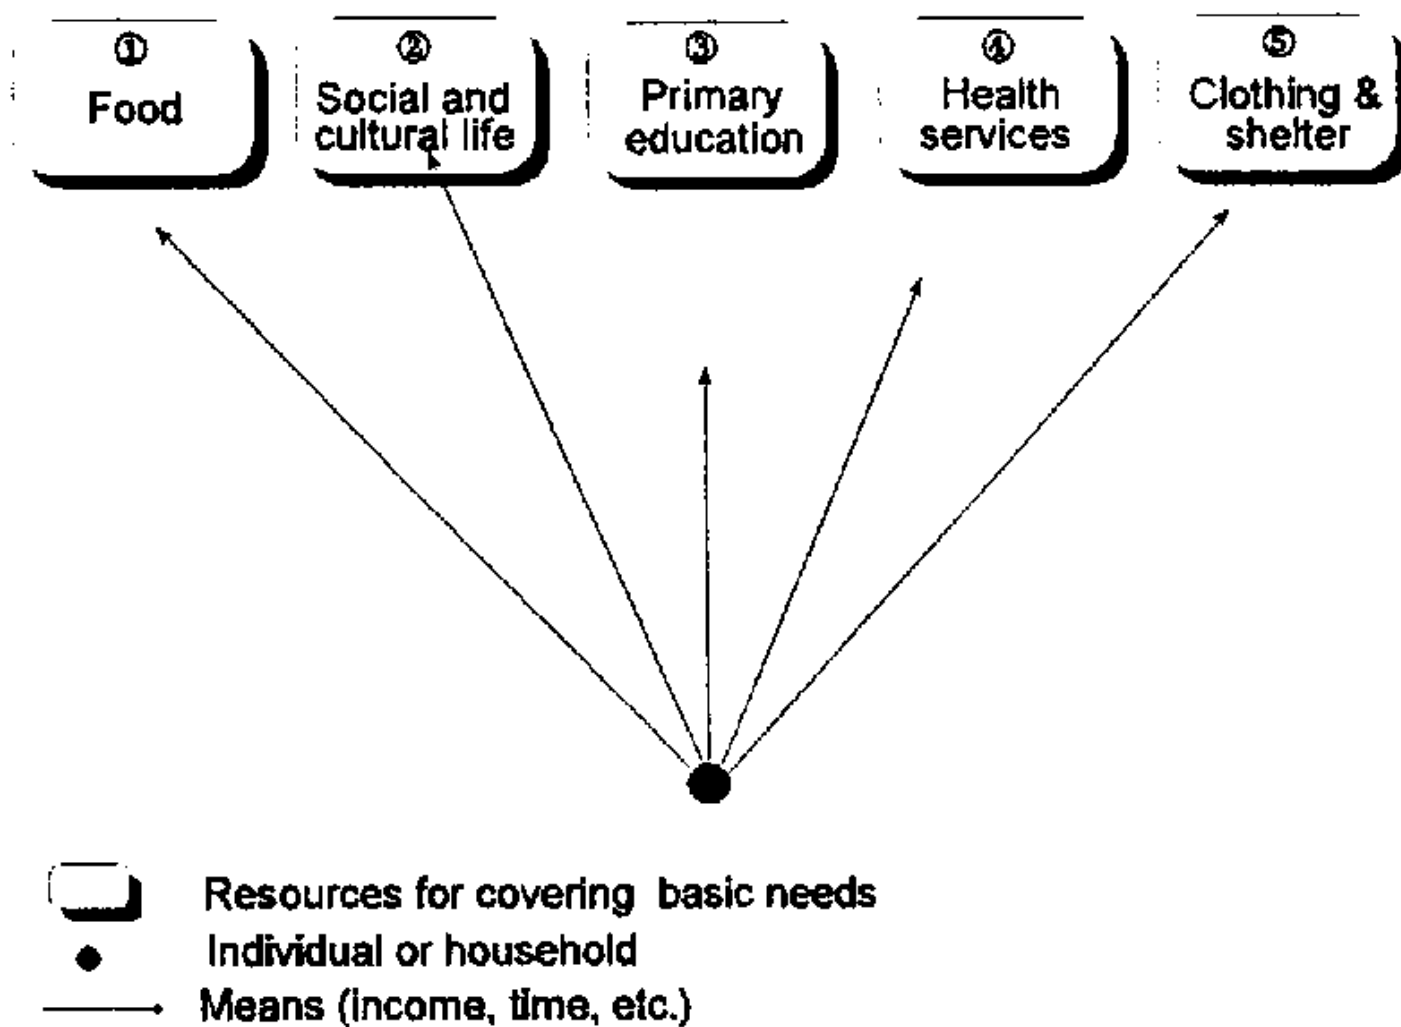 ①
Food
②
Social and
cultural life
③
Primary
education
④
Health
services
⑤
Clothing &
shelter
Resources for covering basic needs
Individual or household
Means (income, time, etc.)